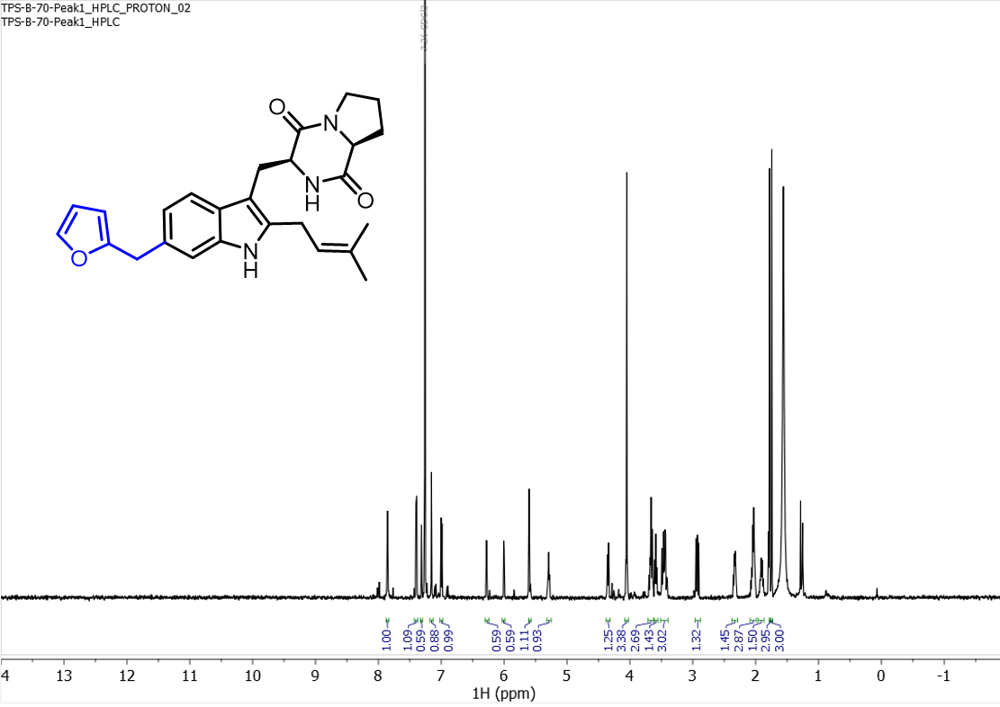 TPS-B-70-Peak1_HPLC_PROTON_02
TPS-B-70-Peak1_HPLC
7.26 CDCl3
O
N
N
H
O
O
N
H
1.00
1.09
0.59
0.88
0.99
0.59
0.59
1.11
0.93
1.25
3.38
2.69
1.43
3.02
1.32
1.45
2.87
1.50
2.95
3.00
4 13 12 11 10 9 8 7 6 5 4 3 2 1 0 -1
1H (ppm)